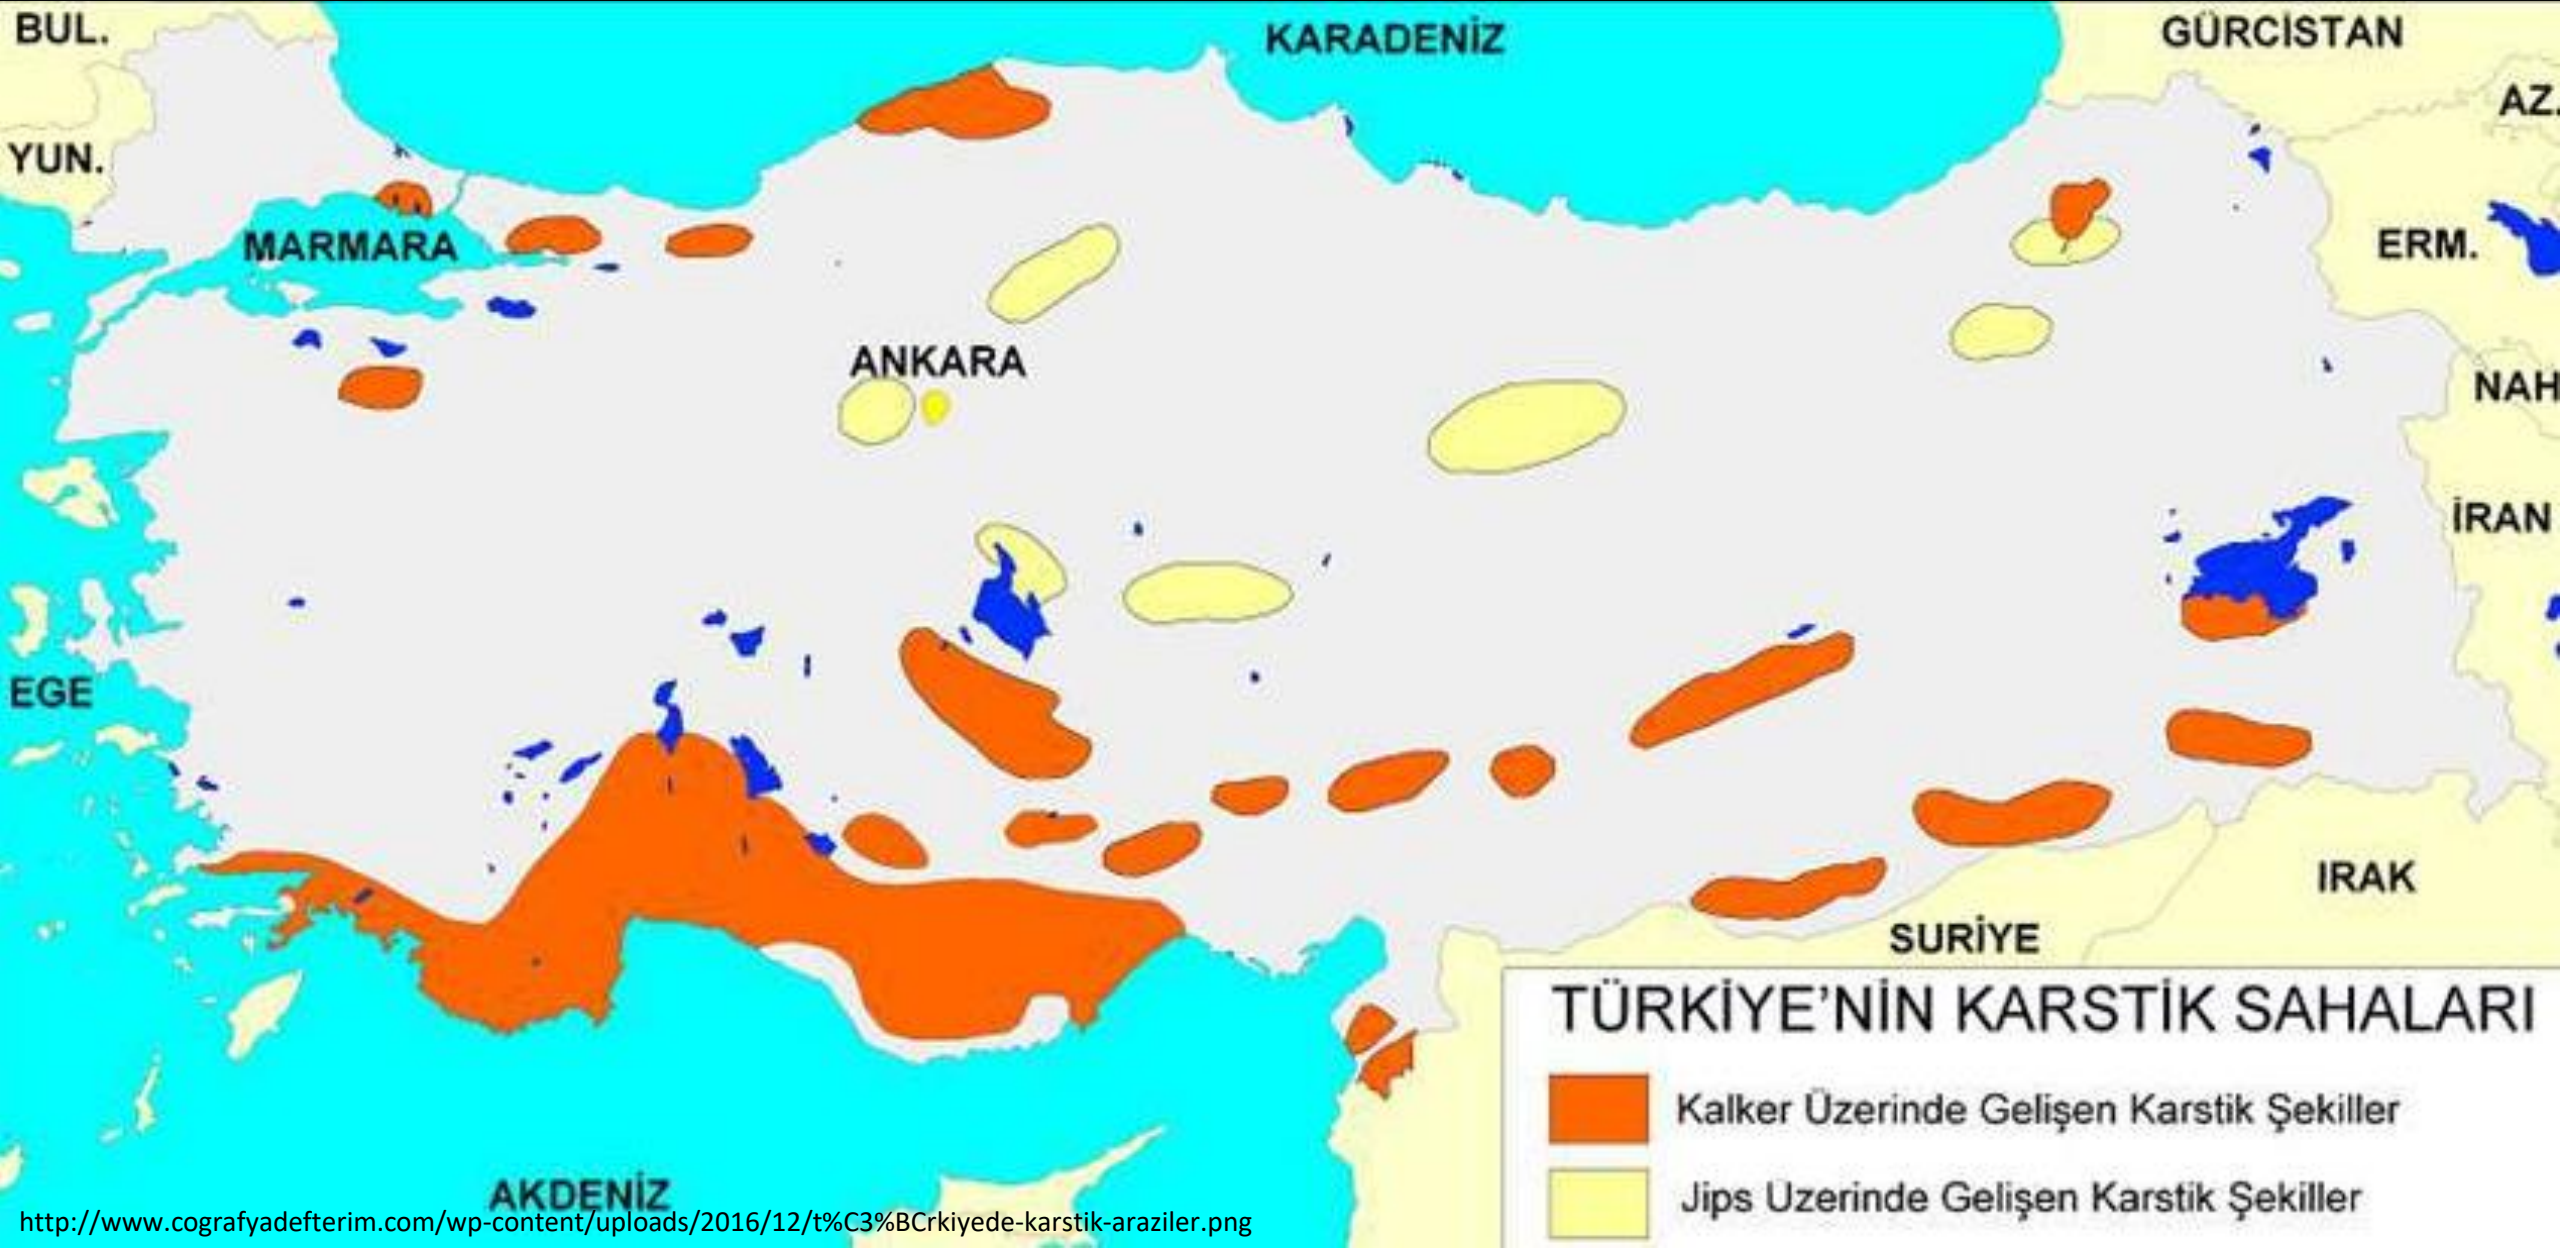 BUL.
KARADENİZ
GÜRCİSTAN
AZ.
YUN.
MARMARA
ERM.
ANKARA
NAH
İRAN
EGE
IRAK
SURİYE
TÜRKİYE'NİN KARSTİK SAHALARI
Kalker Üzerinde Gelişen Karstik Şekiller
Jips Uzerinde Gelişen Karstik Şekiller
AKDENİZ
http://www.cografyadefterim.com/wp-content/uploads/2016/12/t%C3%BCrkiyede-karstik-araziler.png